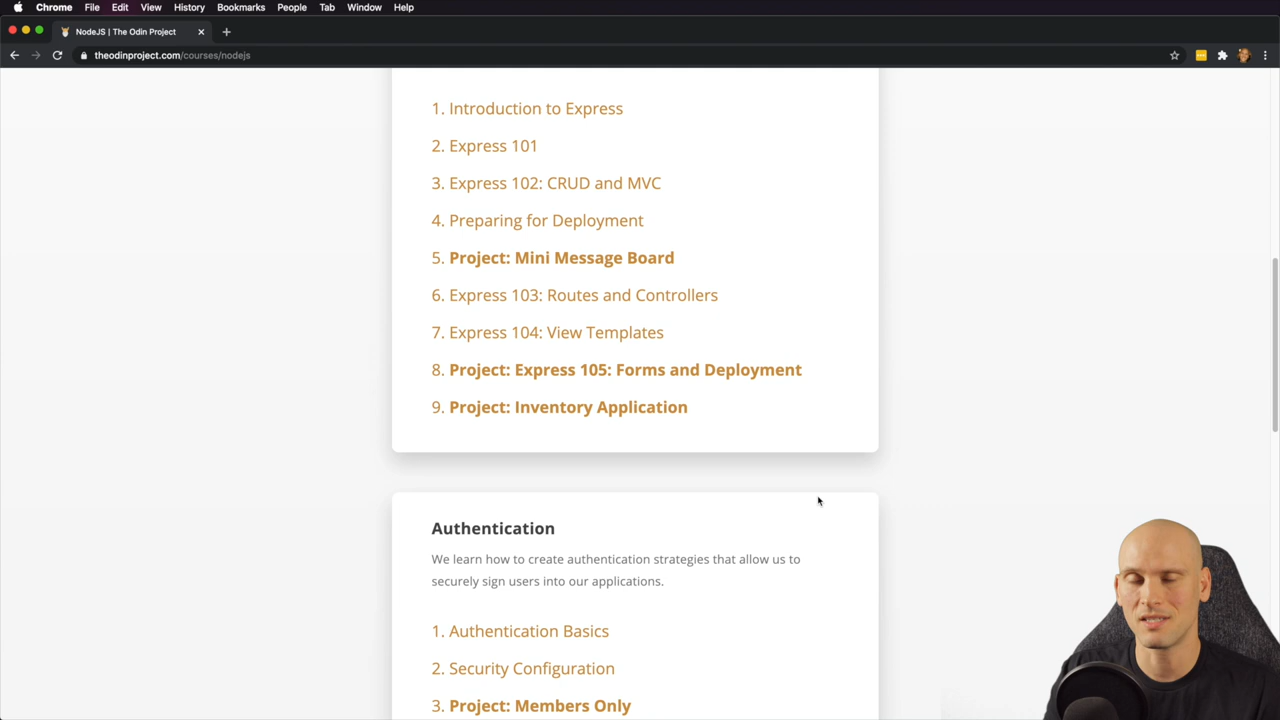 Chrome File Edit View History Bookmarks People Tab Window Help
NodeJS | The Odin Project
theodinproject.com/courses/nodejs
1. Introduction to Express
2. Express 101
3. Express 102: CRUD and MVC
4. Preparing for Deployment
5. Project: Mini Message Board
6. Express 103: Routes and Controllers
7. Express 104: View Templates
8. Project: Express 105: Forms and Deployment
9. Project: Inventory Application
Authentication
We learn how to create authentication strategies that allow us to
securely sign users into our applications.
1. Authentication Basics
2. Security Configuration
3. Project: Members Only